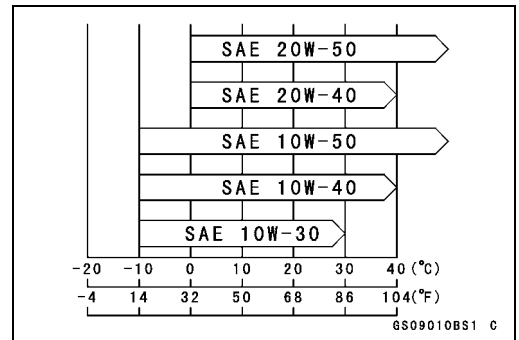 SAE 20W-50
SAE 20W-40
SAE 10W-50
SAE 10W-40
SAE 10W-30
-20 -10 0 10 20 30 40 (°C)
-4 14 32 50 68 86 104(°F)
GS09010BS1 C